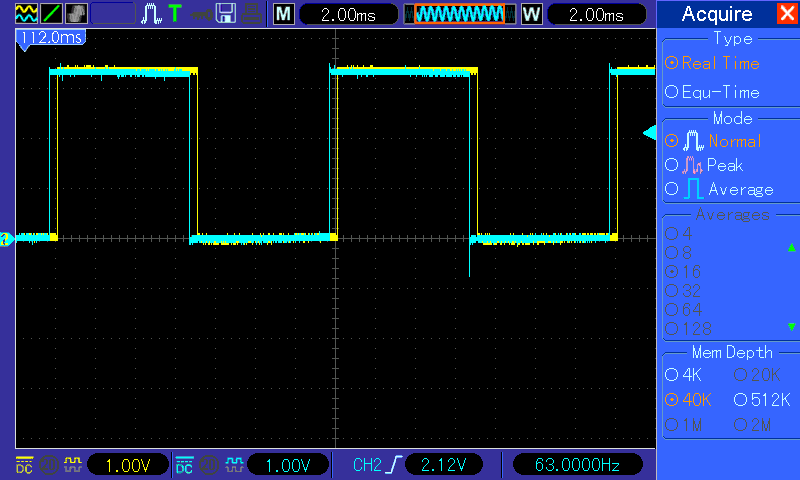 T M 2.00ms W 2.00ms Acquire
112.0ms
Type
Real Time
Equ-Time
Mode
Normal
Peak
Average
Averages
4
8
16
32
64
128
Mem Depth
4K 20K
40K 512K
1M 2M
DC 20 1.00V DC 20 1.00V CH2 2.12V 63.0000Hz